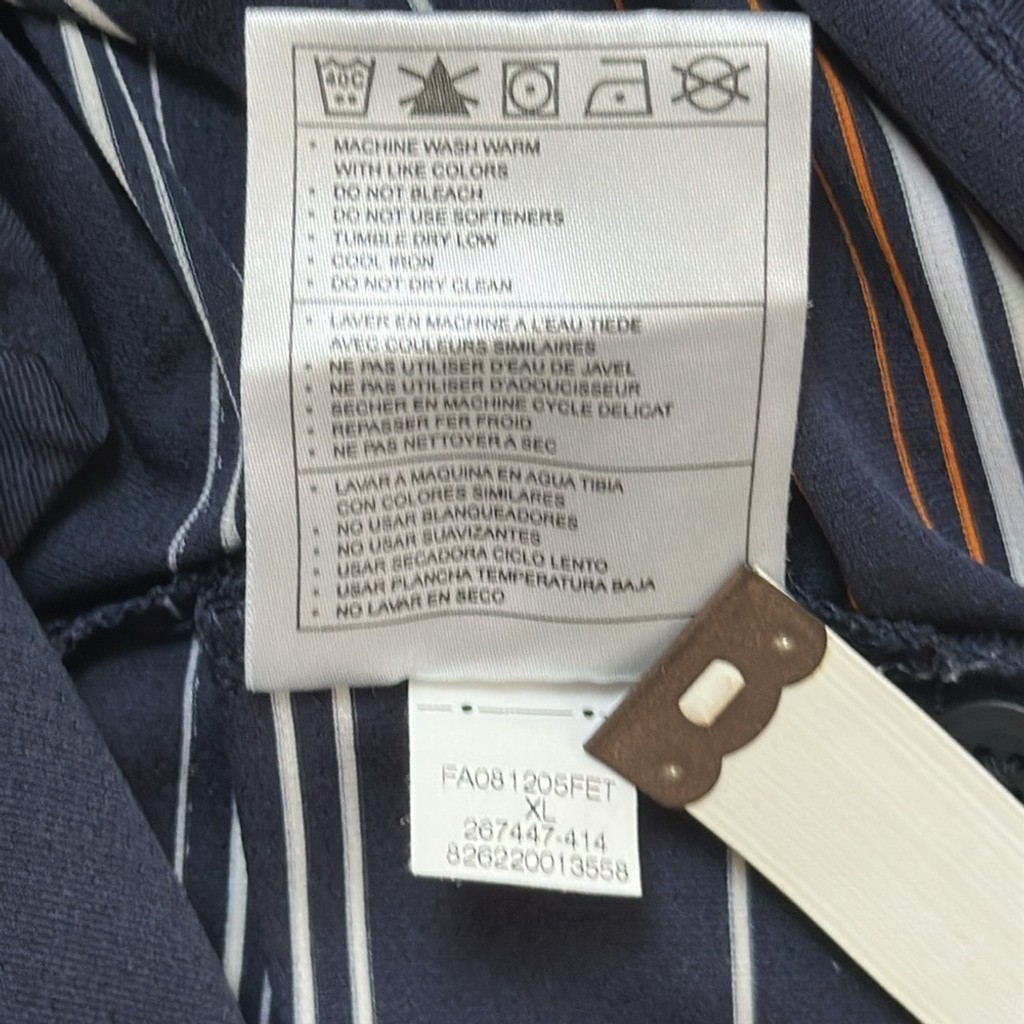 40C
• MACHINE WASH WARM
WITH LIKE COLORS
• DO NOT BLEACH
• DO NOT USE SOFTENERS
• TUMBLE DRY LOW
• COOL IRON
• DO NOT DRY CLEAN
• LAVER EN MACHINE A L'EAU TIEDE
AVEC COULEURS SIMILAIRES
• NE PAS UTILISER D'EAU DE JAVEL
• NE PAS UTILISER D'ADOUCISSEUR
• SECHER EN MACHINE CYCLE DELICAT
• REPASSER FER FROID
• NE PAS NETTOYER A SEC
• LAVAR A MAQUINA EN AQUA TIBIA
CON COLORES SIMILARES
• NO USAR BLANQUEADORES
• NO USAR SUAVIZANTES
• USAR SECADORA CICLO LENTO
• USAR PLANCHA TEMPERATURA BAJA
• NO LAVAR EN SECO
FA081205FET
XL
267447-414
826220013558